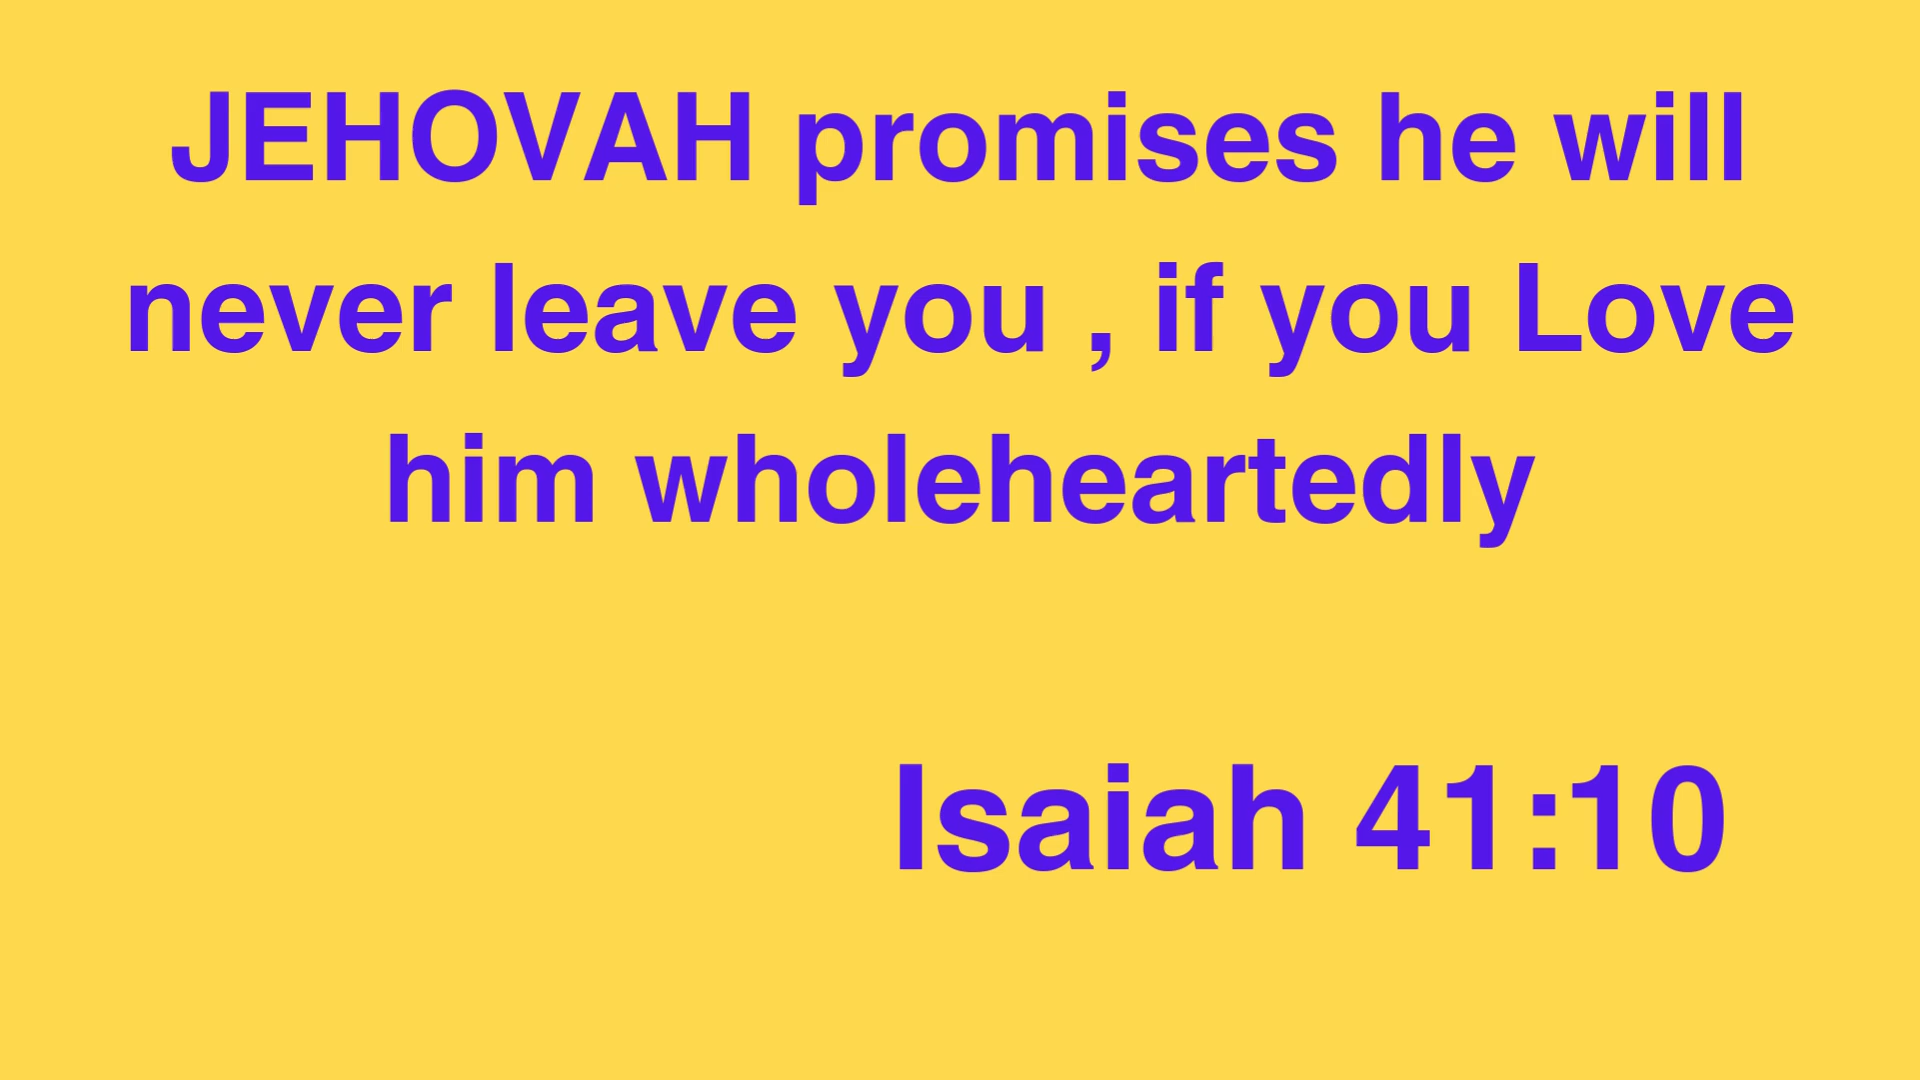 JEHOVAH promises he will
never leave you , if you Love
him wholeheartedly
Isaiah 41:10